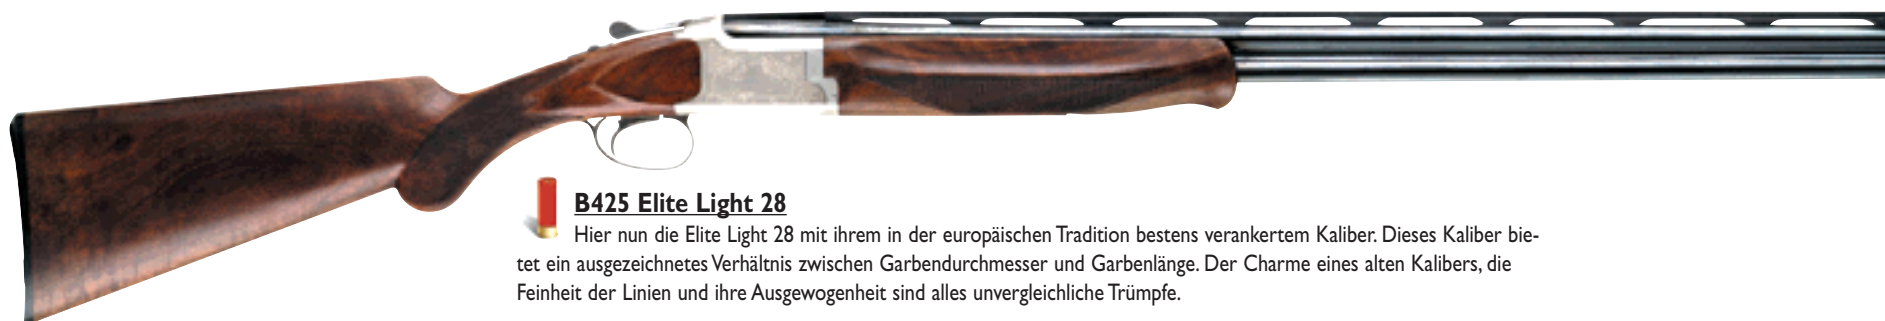 B425 Elite Light 28
Hier nun die Elite Light 28 mit ihrem in der europäischen Tradition bestens verankertem Kaliber. Dieses Kaliber bie-
tet ein ausgezeichnetes Verhältnis zwischen Garbendurchmesser und Garbenlänge. Der Charme eines alten Kalibers, die
Feinheit der Linien und ihre Ausgewogenheit sind alles unvergleichliche Trümpfe.